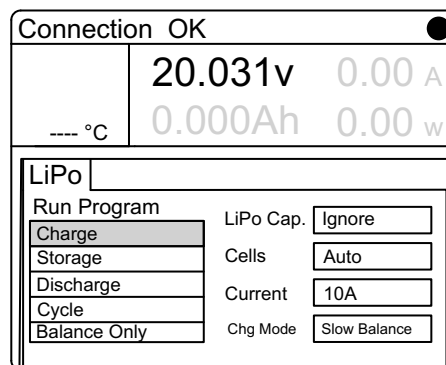 Connection OK
20.031v 0.00 A
---- °C 0.000Ah 0.00 w
LiPo
Run Program
Charge
Storage
Discharge
Cycle
Balance Only
LiPo Cap. Ignore
Cells Auto
Current 10A
Chg Mode Slow Balance